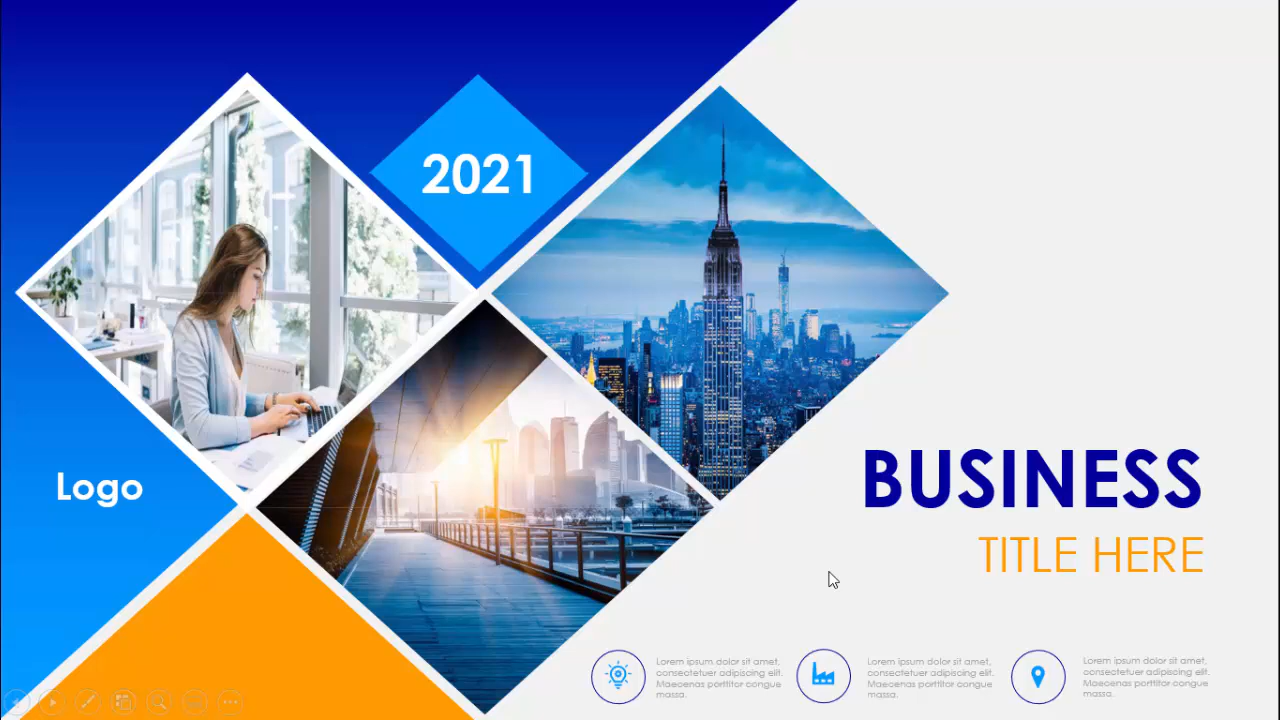 2021
Logo
BUSINESS
TITLE HERE
Lorem ipsum dolor sit amet,
consectetuer adipiscing elit.
Maecenas porttitor congue
massa.
Lorem ipsum dolor sit amet,
consectetuer adipiscing elit.
Maecenas porttitor congue
massa.
Lorem ipsum dolor sit amet,
consectetuer adipiscing elit.
Maecenas porttitor congue
massa.